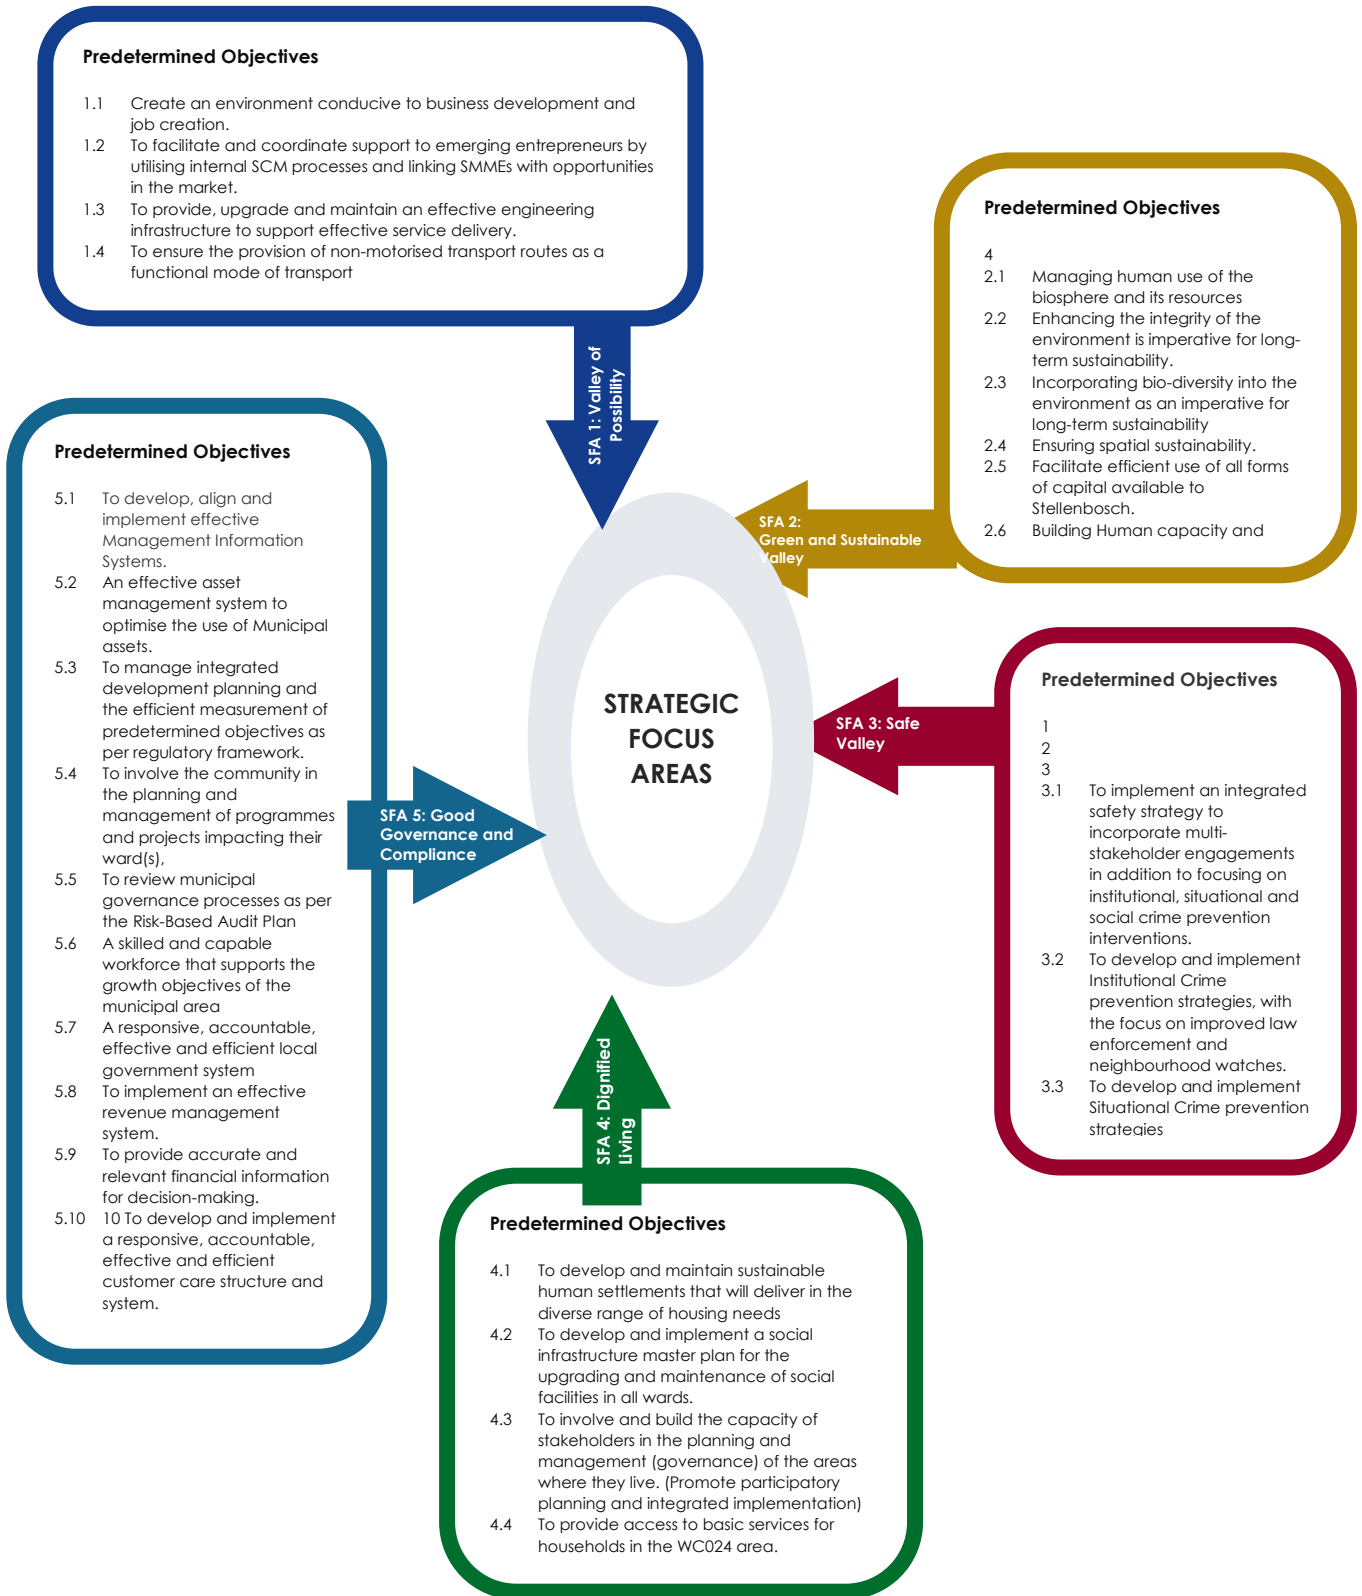 Predetermined Objectives
1.1 Create an environment conducive to business development and
job creation.
1.2 To facilitate and coordinate support to emerging entrepreneurs by
utilising internal SCM processes and linking SMMEs with opportunities
in the market.
1.3 To provide, upgrade and maintain an effective engineering
infrastructure to support effective service delivery.
1.4 To ensure the provision of non-motorised transport routes as a
functional mode of transport
SFA 1: Valley of
Possibility
Predetermined Objectives
4
2.1 Managing human use of the
biosphere and its resources
2.2 Enhancing the integrity of the
environment is imperative for long-
term sustainability.
2.3 Incorporating bio-diversity into the
environment as an imperative for
long-term sustainability
2.4 Ensuring spatial sustainability.
2.5 Facilitate efficient use of all forms
of capital available to
Stellenbosch.
2.6 Building Human capacity and
SFA 2:
Green and Sustainable
Valley
Predetermined Objectives
5.1 To develop, align and
implement effective
Management Information
Systems.
5.2 An effective asset
management system to
optimise the use of Municipal
assets.
5.3 To manage integrated
development planning and
the efficient measurement of
predetermined objectives as
per regulatory framework.
5.4 To involve the community in
the planning and
management of programmes
and projects impacting their
ward(s),
5.5 To review municipal
governance processes as per
the Risk-Based Audit Plan
5.6 A skilled and capable
workforce that supports the
growth objectives of the
municipal area
5.7 A responsive, accountable,
effective and efficient local
government system
5.8 To implement an effective
revenue management
system.
5.9 To provide accurate and
relevant financial information
for decision-making.
5.10 10 To develop and implement
a responsive, accountable,
effective and efficient
customer care structure and
system.
SFA 5: Good
Governance and
Compliance
STRATEGIC
FOCUS
AREAS
SFA 3: Safe
Valley
Predetermined Objectives
1
2
3
3.1 To implement an integrated
safety strategy to
incorporate multi-
stakeholder engagements
in addition to focusing on
institutional, situational and
social crime prevention
interventions.
3.2 To develop and implement
Institutional Crime
prevention strategies, with
the focus on improved law
enforcement and
neighbourhood watches.
3.3 To develop and implement
Situational Crime prevention
strategies
SFA 4: Dignified
Living
Predetermined Objectives
4.1 To develop and maintain sustainable
human settlements that will deliver in the
diverse range of housing needs
4.2 To develop and implement a social
infrastructure master plan for the
upgrading and maintenance of social
facilities in all wards.
4.3 To involve and build the capacity of
stakeholders in the planning and
management (governance) of the areas
where they live. (Promote participatory
planning and integrated implementation)
4.4 To provide access to basic services for
households in the WC024 area.